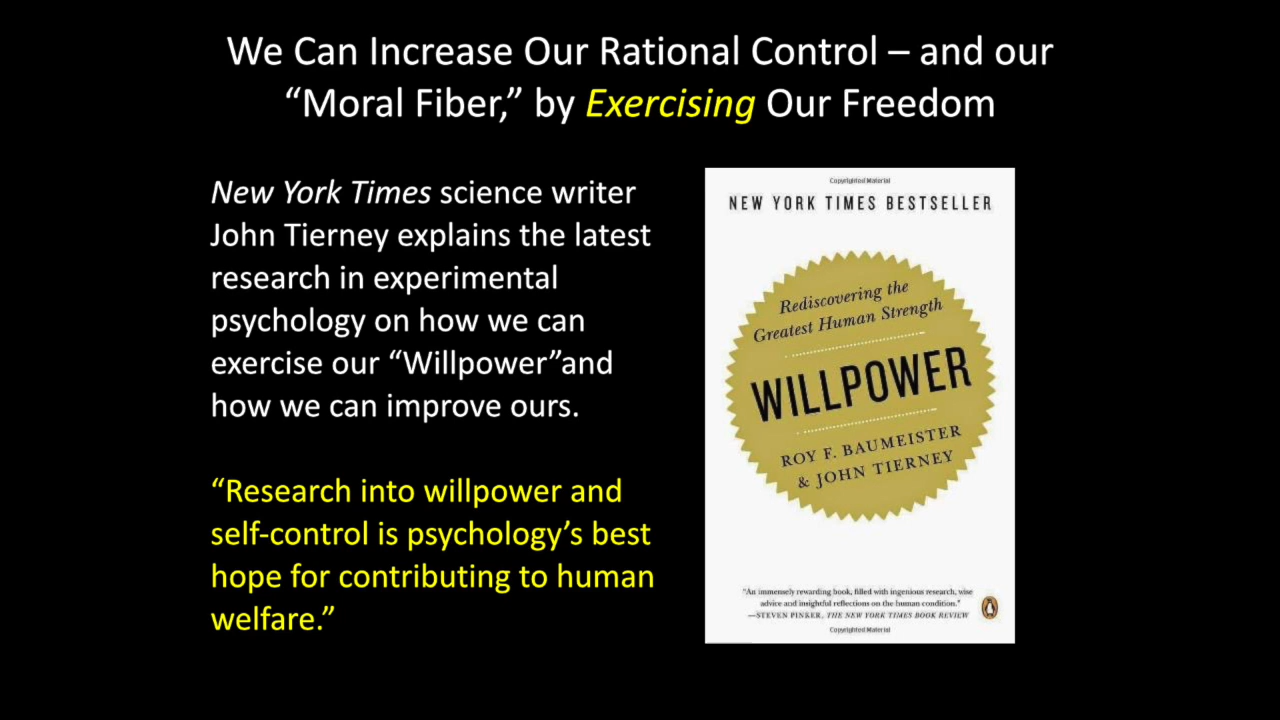 We Can Increase Our Rational Control – and our
“Moral Fiber,” by Exercising Our Freedom
New York Times science writer
John Tierney explains the latest
research in experimental
psychology on how we can
exercise our “Willpower”and
how we can improve ours.
“Research into willpower and
self-control is psychology’s best
hope for contributing to human
welfare.”
Copyrighted Material
NEW YORK TIMES BESTSELLER
Rediscovering the
Greatest Human Strength
WILLPOWER
ROY F. BAUMEISTER
& JOHN TIERNEY
“An immensely rewarding book, filled with ingenious research, wise
advice and insightful reflections on the human condition.”
—STEVEN PINKER, THE NEW YORK TIMES BOOK REVIEW
Copyrighted Material